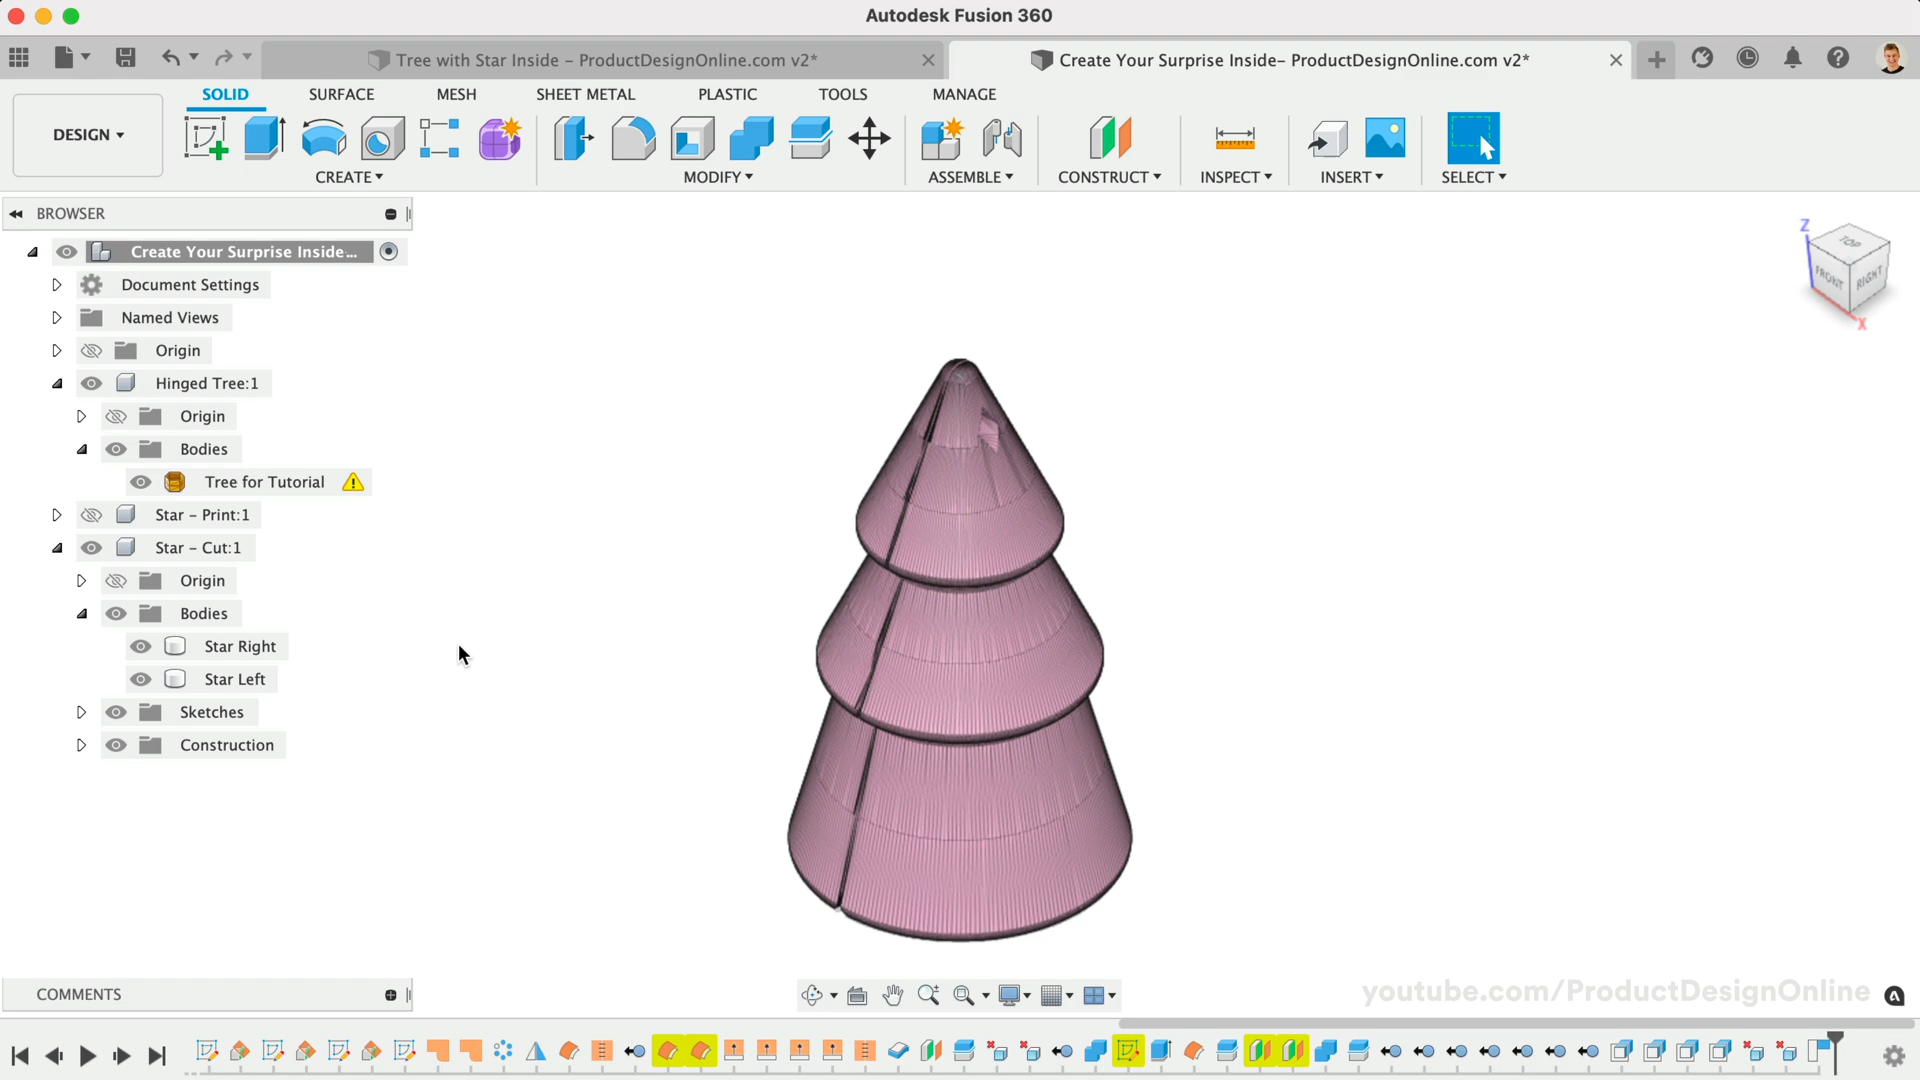 Autodesk Fusion 360
Tree with Star Inside – ProductDesignOnline.com v2*
Create Your Surprise Inside– ProductDesignOnline.com v2*
SOLID
SURFACE
MESH
SHEET METAL
PLASTIC
TOOLS
MANAGE
DESIGN
CREATE
MODIFY
ASSEMBLE
CONSTRUCT
INSPECT
INSERT
SELECT
BROWSER
Create Your Surprise Inside...
Document Settings
Named Views
Origin
Hinged Tree:1
Origin
Bodies
Tree for Tutorial
Star – Print:1
Star – Cut:1
Origin
Bodies
Star Right
Star Left
Sketches
Construction
Z
TOP
FRONT
RIGHT
X
COMMENTS
youtube.com/ProductDesignOnline